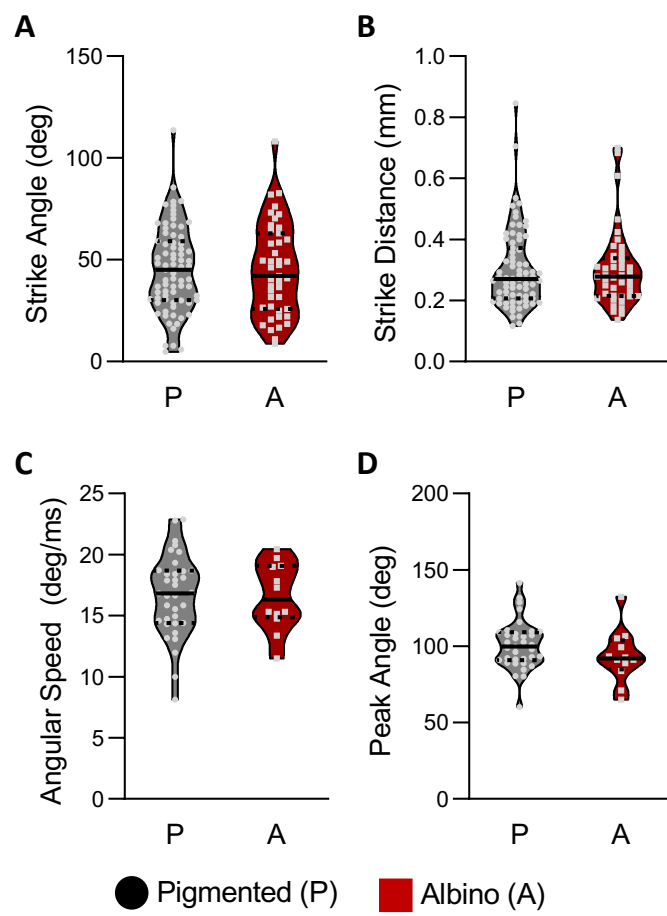 A
B
150
100
50
0
Strike Angle (deg)
P
A
1.0
0.8
0.6
0.4
0.2
0.0
Strike Distance (mm)
P
A
C
D
25
20
15
10
5
0
Angular Speed (deg/ms)
P
A
200
150
100
50
0
Peak Angle (deg)
P
A
Pigmented (P)
Albino (A)